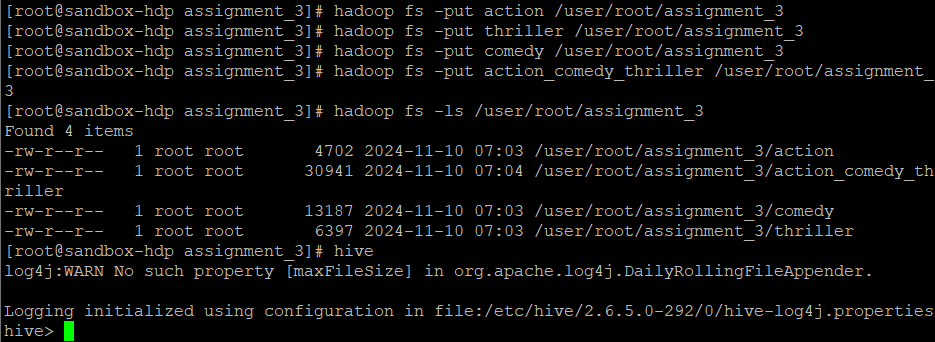 [root@sandbox-hdp assignment_3]# hadoop fs -put action /user/root/assignment_3
[root@sandbox-hdp assignment_3]# hadoop fs -put thriller /user/root/assignment_3
[root@sandbox-hdp assignment_3]# hadoop fs -put comedy /user/root/assignment_3
[root@sandbox-hdp assignment_3]# hadoop fs -put action_comedy_thriller /user/root/assignment_
3
[root@sandbox-hdp assignment_3]# hadoop fs -ls /user/root/assignment_3
Found 4 items
-rw-r--r--   1 root root       4702 2024-11-10 07:03 /user/root/assignment_3/action
-rw-r--r--   1 root root      30941 2024-11-10 07:04 /user/root/assignment_3/action_comedy_th
riller
-rw-r--r--   1 root root      13187 2024-11-10 07:03 /user/root/assignment_3/comedy
-rw-r--r--   1 root root       6397 2024-11-10 07:03 /user/root/assignment_3/thriller
[root@sandbox-hdp assignment_3]# hive
log4j:WARN No such property [maxFileSize] in org.apache.log4j.DailyRollingFileAppender.

Logging initialized using configuration in file:/etc/hive/2.6.5.0-292/0/hive-log4j.properties
hive>